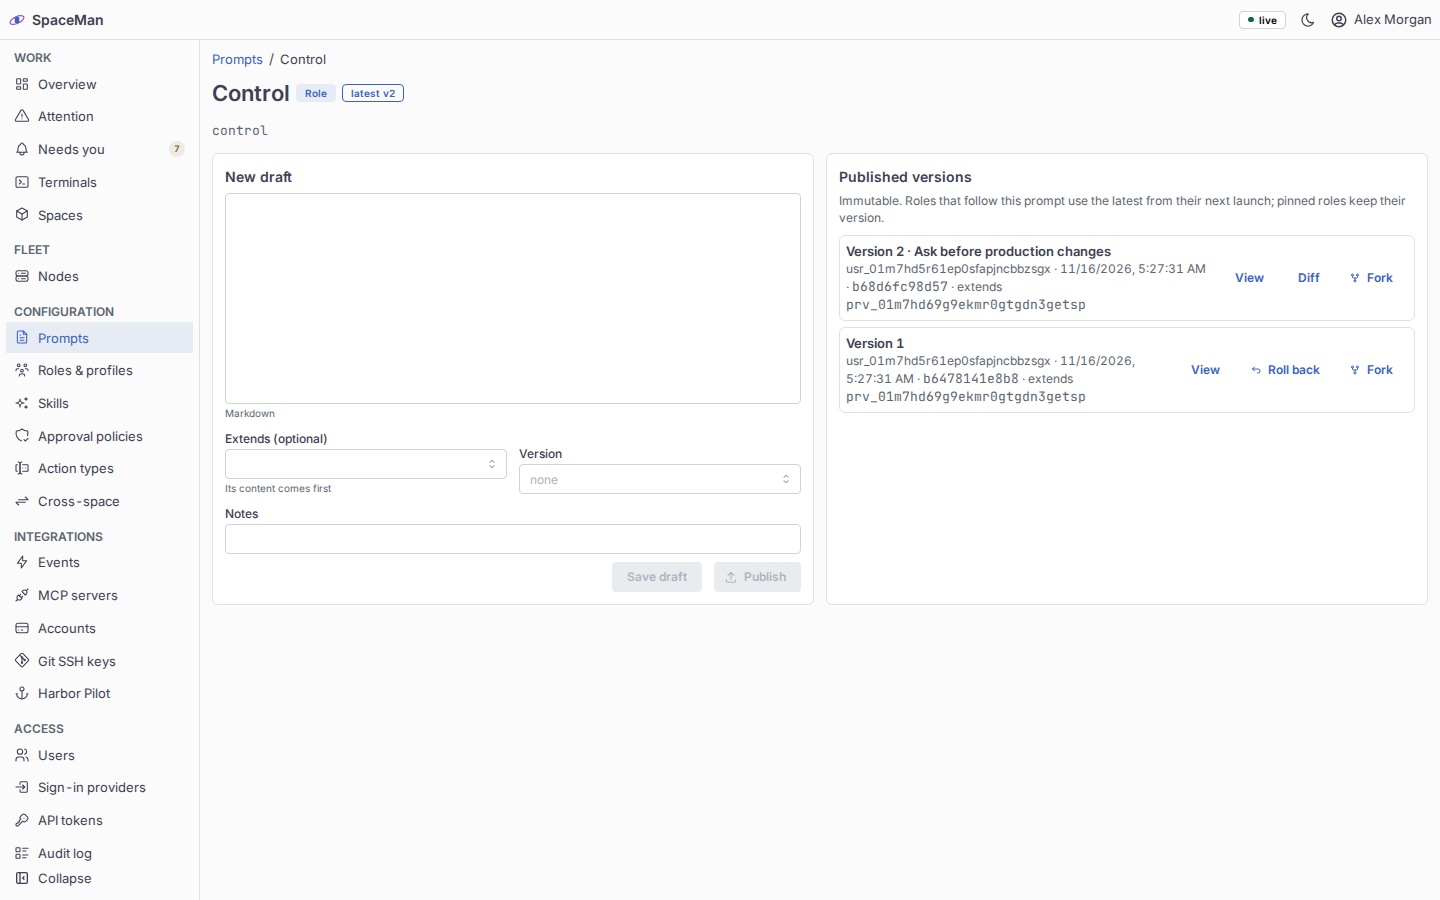 SpaceMan
live
Alex Morgan
WORK
Overview
Attention
Needs you
7
Terminals
Spaces
FLEET
Nodes
CONFIGURATION
Prompts
Roles & profiles
Skills
Approval policies
Action types
Cross-space
INTEGRATIONS
Events
MCP servers
Accounts
Git SSH keys
Harbor Pilot
ACCESS
Users
Sign-in providers
API tokens
Audit log
Collapse
Prompts / Control
Control
Role
latest v2
control
New draft
Markdown
Extends (optional)
Its content comes first
Version
none
Notes
Save draft
Publish
Published versions
Immutable. Roles that follow this prompt use the latest from their next launch; pinned roles keep their
version.
Version 2 · Ask before production changes
usr_01m7hd5r61ep0sfapjncbbzsgx · 11/16/2026, 5:27:31 AM
· b68d6fc98d57 · extends
prv_01m7hd69g9ekmr0gtgdn3getsp
View
Diff
Fork
Version 1
usr_01m7hd5r61ep0sfapjncbbzsgx · 11/16/2026,
5:27:31 AM · b6478141e8b8 · extends
prv_01m7hd69g9ekmr0gtgdn3getsp
View
Roll back
Fork